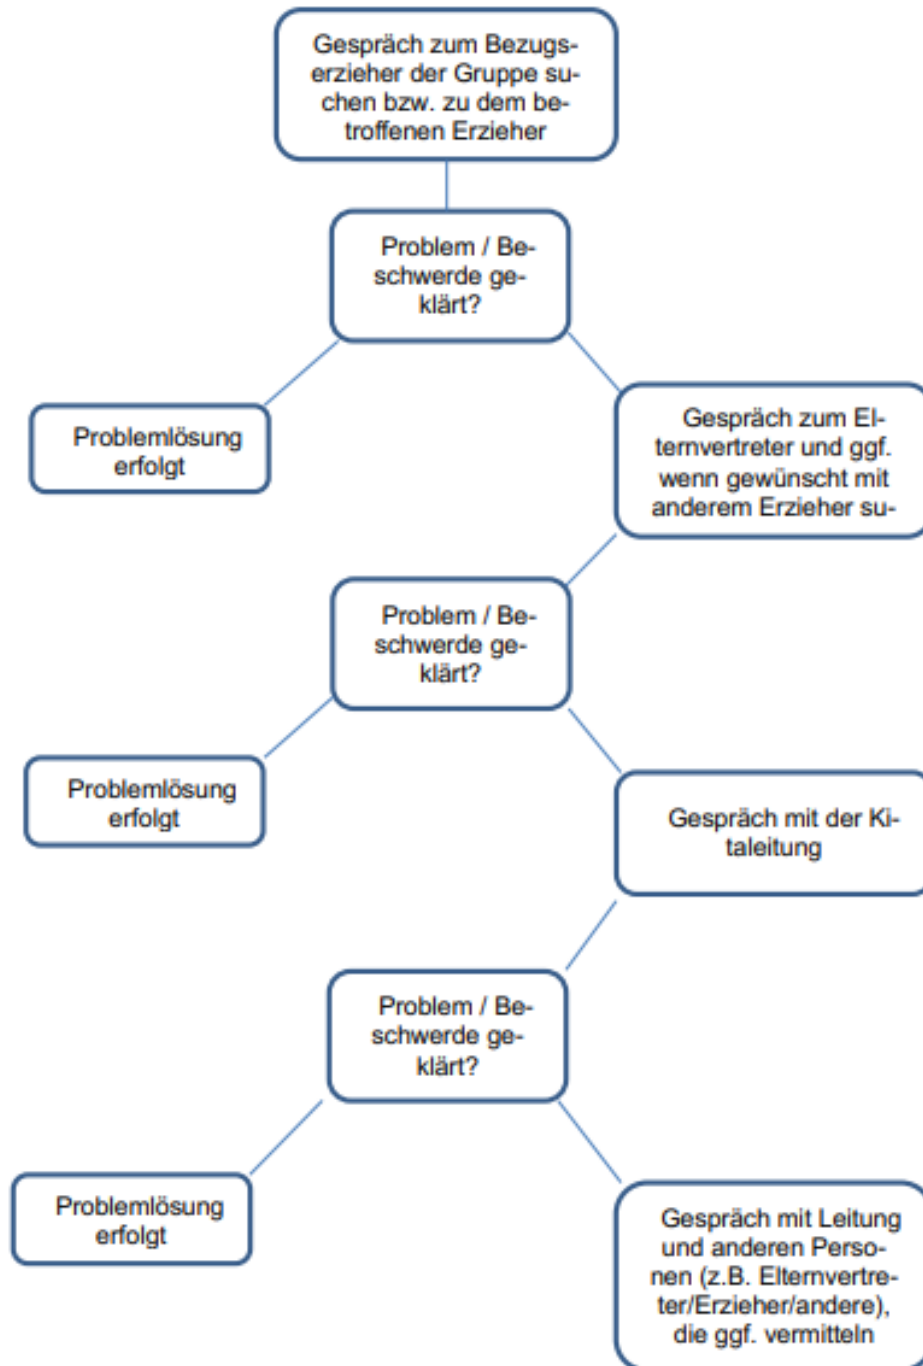 Gespräch zum Bezugs-
erzieher der Gruppe su-
chen bzw. zu dem be-
troffenen Erzieher
Problem / Be-
schwerde ge-
klärt?
Problemlösung
erfolgt
Gespräch zum El-
ternvertreter und ggf.
wenn gewünscht mit
anderem Erzieher su-
Problem / Be-
schwerde ge-
klärt?
Problemlösung
erfolgt
Gespräch mit der Ki-
taleitung
Problem / Be-
schwerde ge-
klärt?
Problemlösung
erfolgt
Gespräch mit Leitung
und anderen Perso-
nen (z.B. Elternvertre-
ter/Erzieher/andere),
die ggf. vermitteln